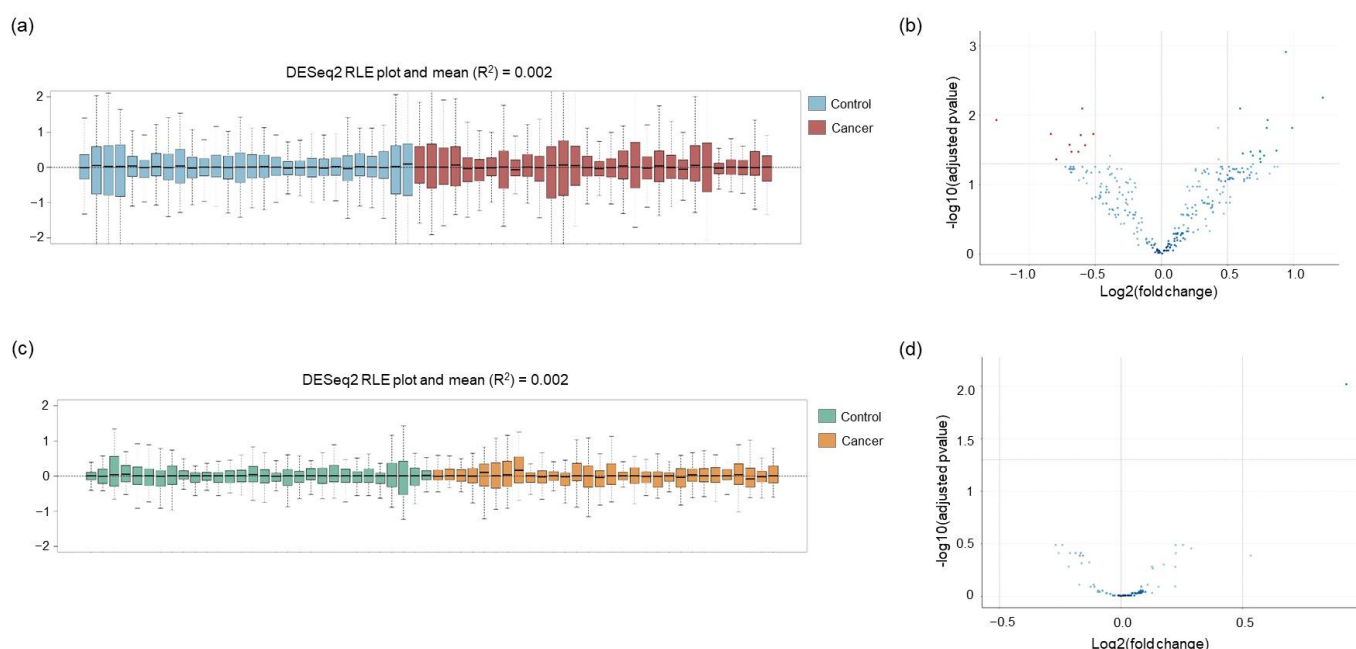 (a)
DESeq2 RLE plot and mean (R²) = 0.002
2
1
0
−1
−2
Control
Cancer
(b)
3
2
1
0
-log10(adjusted pvalue)
−1.0
−0.5
0.0
0.5
1.0
Log2(fold change)
(c)
DESeq2 RLE plot and mean (R²) = 0.002
2
1
0
−1
−2
Control
Cancer
(d)
2.0
1.5
1
0.5
0
-log10(adjusted pvalue)
−0.5
0.0
0.5
Log2(fold change)